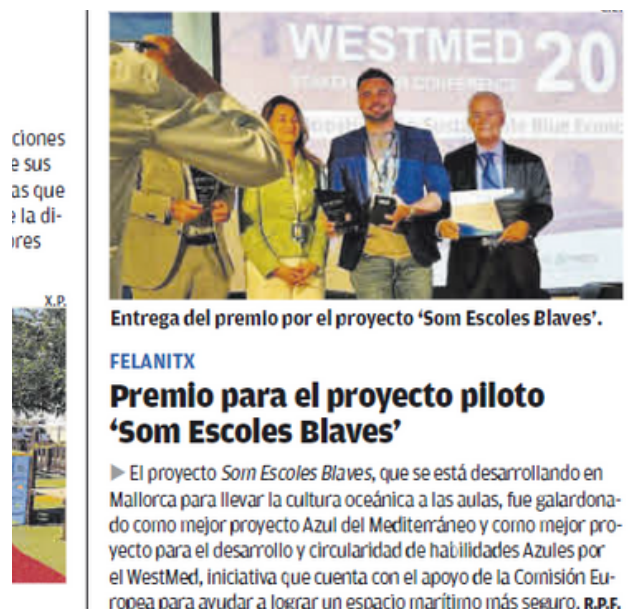 ciones
e sus
as que
e la di-
ores
X.P.
WESTMED 20
CONFERENCE
Sustainable Blue Econ
Entrega del premio por el proyecto ‘Som Escoles Blaves’.
FELANITX
Premio para el proyecto piloto
‘Som Escoles Blaves’
▶ El proyecto Som Escoles Blaves, que se está desarrollando en
Mallorca para llevar la cultura oceánica a las aulas, fue galardona-
do como mejor proyecto Azul del Mediterráneo y como mejor pro-
yecto para el desarrollo y circularidad de habilidades Azules por
el WestMed, iniciativa que cuenta con el apoyo de la Comisión Eu-
ropea para ayudar a lograr un espacio marítimo más seguro. R.P.F.